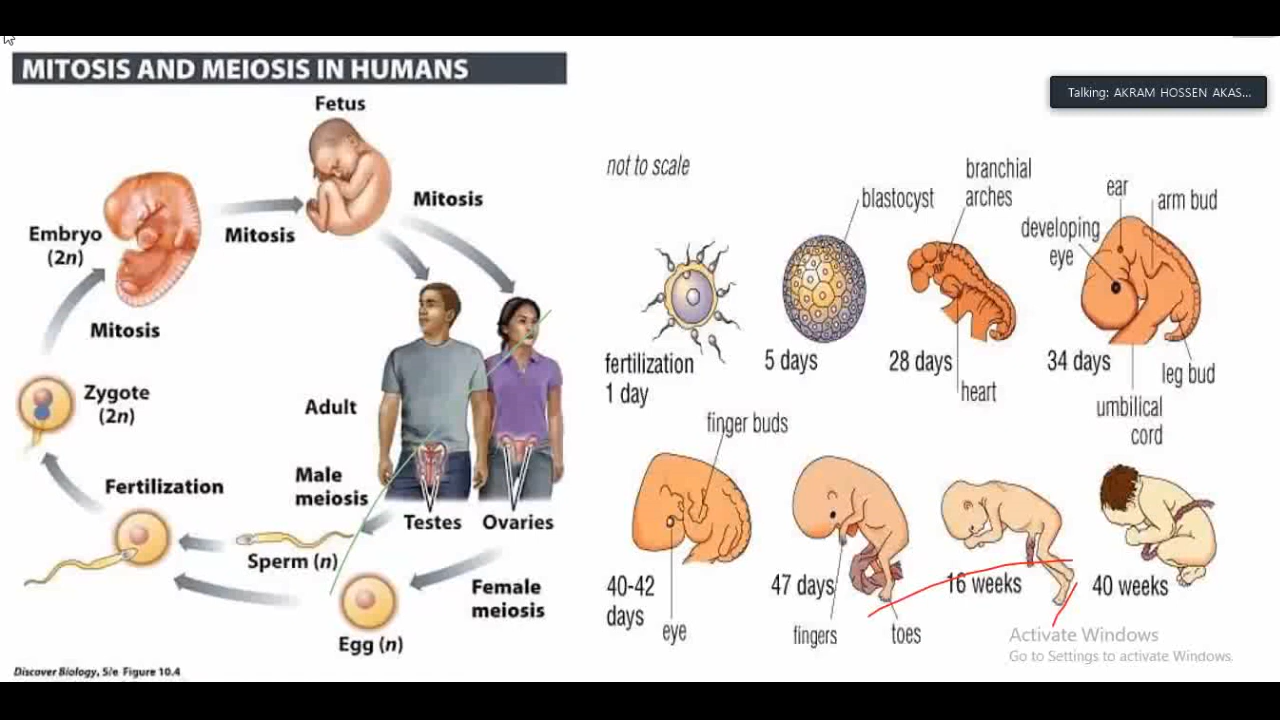 Talking: AKRAM HOSSEN AKAS...
MITOSIS AND MEIOSIS IN HUMANS
Fetus
Mitosis
Embryo
(2n)
Mitosis
Mitosis
Zygote
(2n)
Adult
Fertilization
Male
meiosis
Testes
Ovaries
Sperm (n)
Female
meiosis
Egg (n)
Discover Biology, 5/e Figure 10.4
not to scale
fertilization
1 day
blastocyst
5 days
branchial
arches
28 days
heart
ear
arm bud
developing
eye
34 days
leg bud
umbilical
cord
finger buds
40-42
days
eye
47 days
fingers
toes
16 weeks
40 weeks
Activate Windows
Go to Settings to activate Windows.